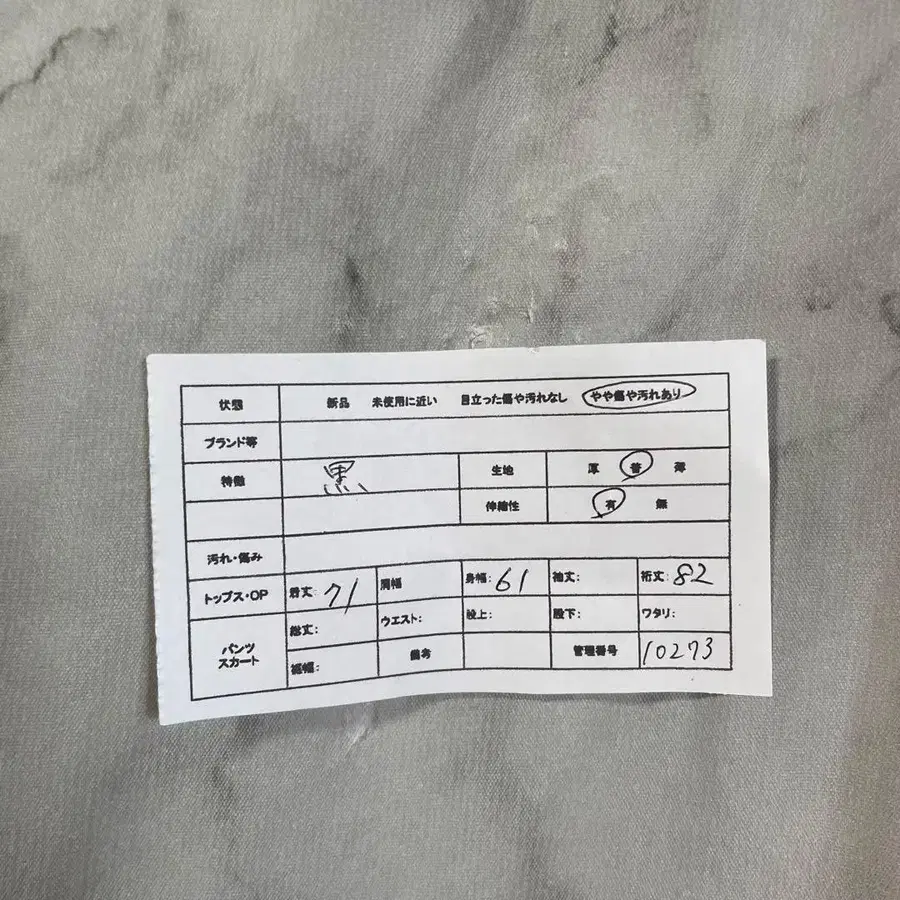 状態 新品 未使用に近い 目立った傷や汚れなし やや傷や汚れあり
ブランド等
特徴 黒 生地 厚 普 薄
伸縮性 有 無
汚れ・傷み
トップス・OP 着丈: 71 肩幅 身幅: 61 袖丈: 裄丈: 82
パンツ スカート 総丈: ウエスト: 股上: 股下: ワタリ:
裾幅: 備考 管理番号 10273